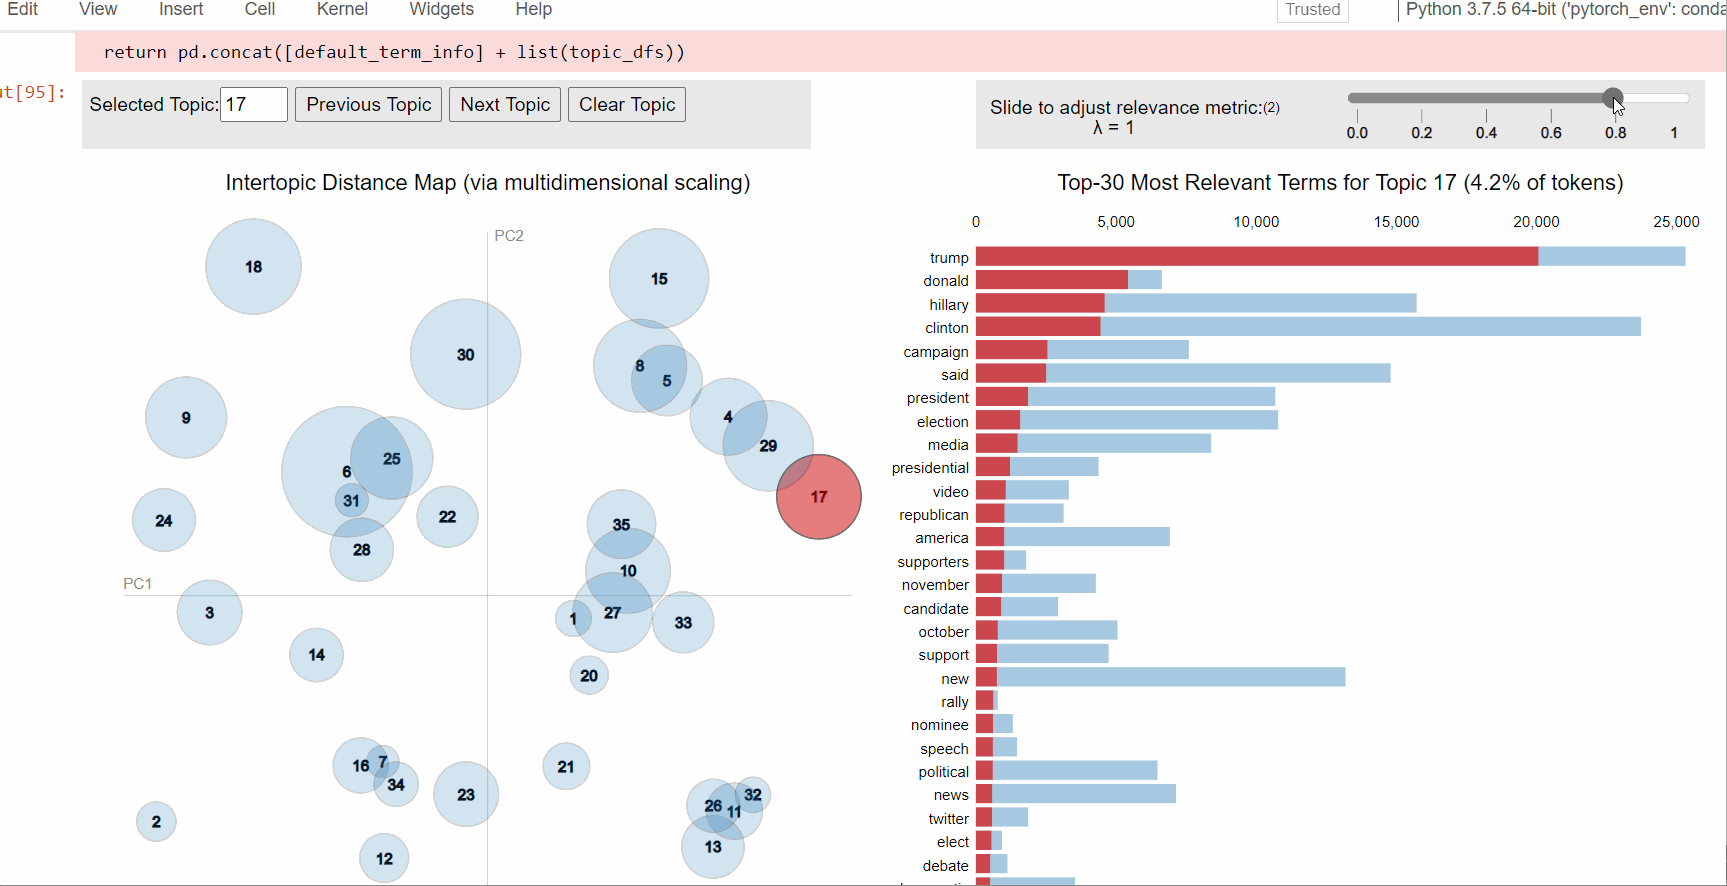 Edit View Insert Cell Kernel Widgets Help Trusted Python 3.7.5 64-bit ('pytorch_env': conda
return pd.concat([default_term_info] + list(topic_dfs))
ut[95]:
Selected Topic: 17 Previous Topic Next Topic Clear Topic
Slide to adjust relevance metric:(2)
λ = 1
0.0 0.2 0.4 0.6 0.8 1
Intertopic Distance Map (via multidimensional scaling)
PC2
18
15
30
8
5
9
4
29
25
6
31
17
24
22
35
28
10
PC1
3
1
27
33
14
20
16
7
21
34
23
32
26
11
2
13
12
Top-30 Most Relevant Terms for Topic 17 (4.2% of tokens)
0 5,000 10,000 15,000 20,000 25,000
trump
donald
hillary
clinton
campaign
said
president
election
media
presidential
video
republican
america
supporters
november
candidate
october
support
new
rally
nominee
speech
political
news
twitter
elect
debate